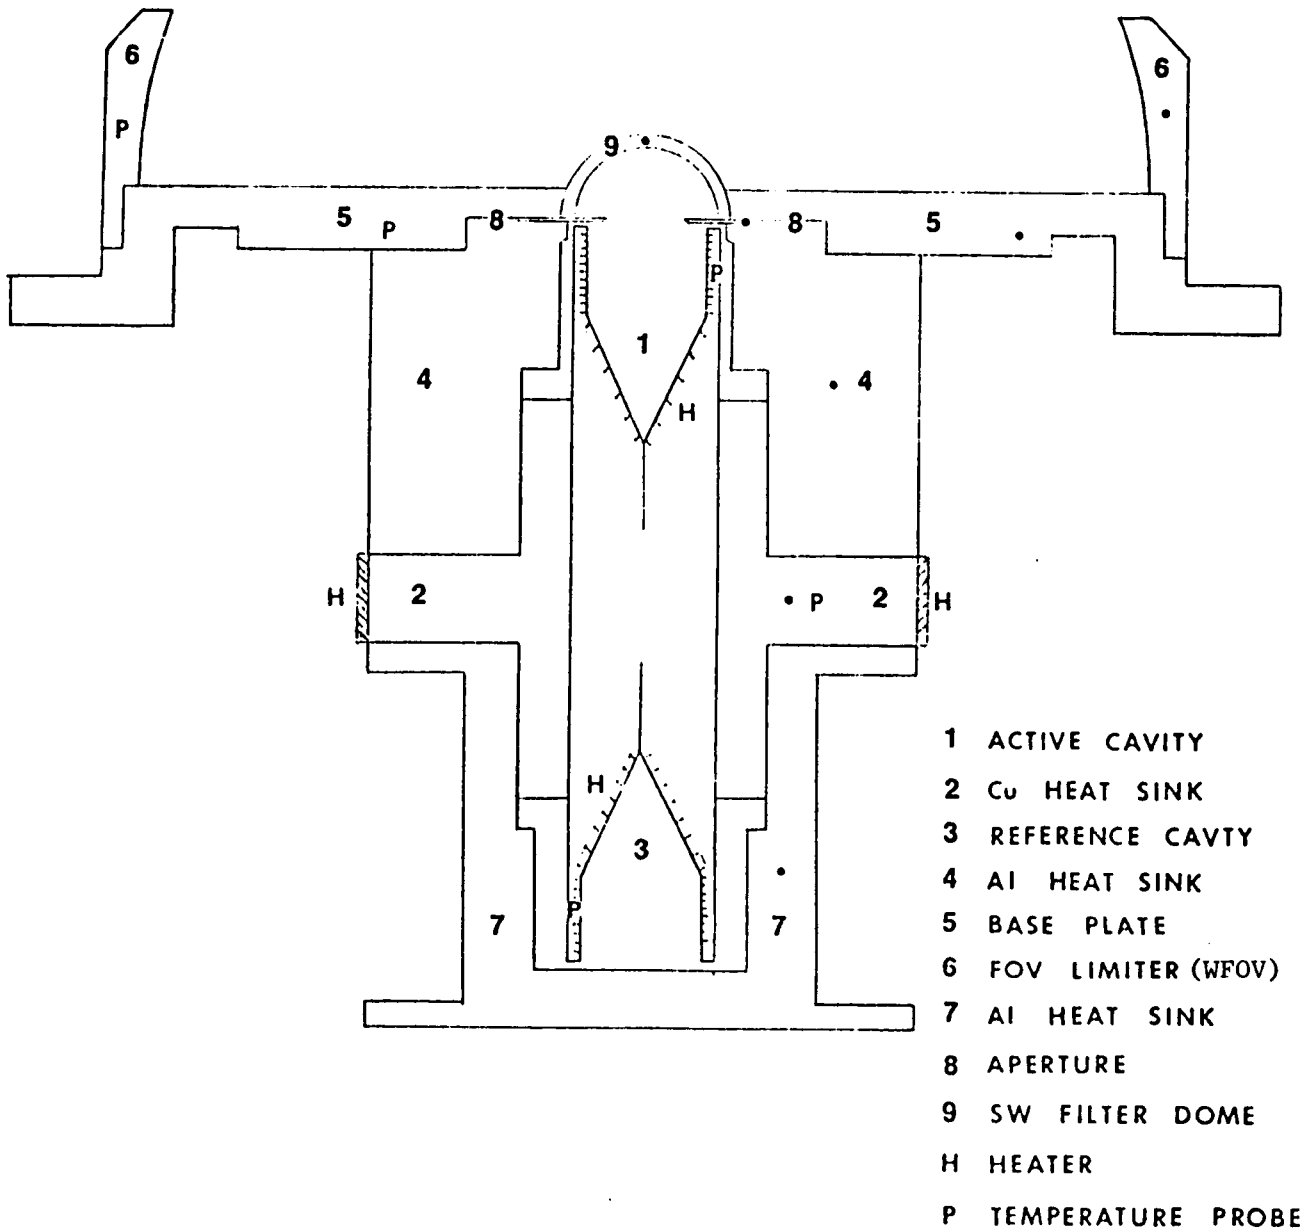 6
6
P
9
5
P
8
8
5
P
1
4
4
H
H
2
P
2
H
H
3
P
7
7
1 ACTIVE CAVITY
2 Cu HEAT SINK
3 REFERENCE CAVTY
4 Al HEAT SINK
5 BASE PLATE
6 FOV LIMITER (WFOV)
7 Al HEAT SINK
8 APERTURE
9 SW FILTER DOME
H HEATER
P TEMPERATURE PROBE